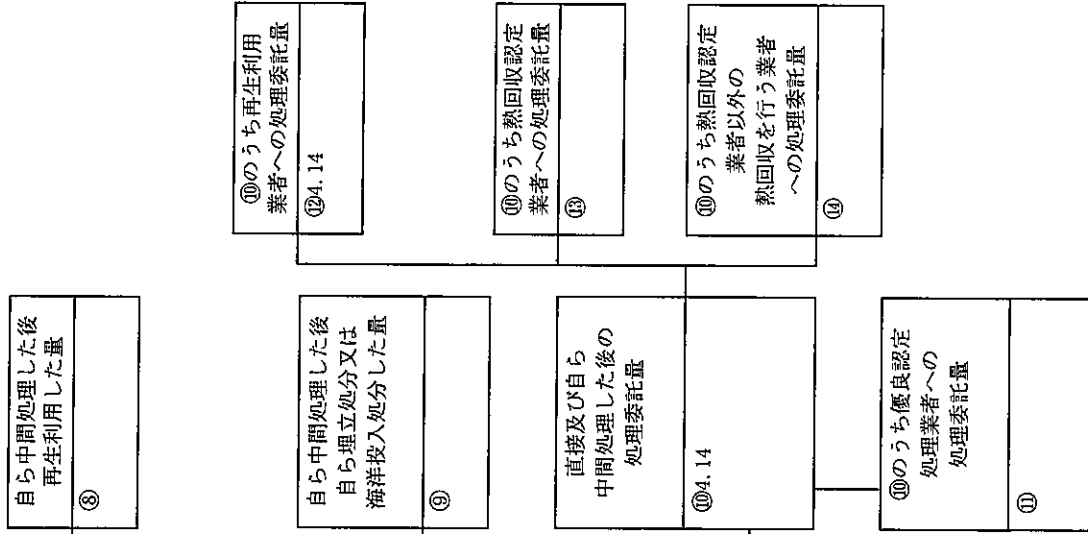 自ら中間処理した後
再生利用した量
⑧
自ら中間処理した後
自ら埋立処分又は
海洋投入処分した量
⑨
直接及び自ら
中間処理した後の
処理委託量
⑩4.14
⑩のうち優良認定
処理業者への
処理委託量
⑪
⑩のうち再生利用
業者への処理委託量
⑫4.14
⑩のうち熱回収認定
業者への処理委託量
⑬
⑩のうち熱回収認定
業者以外の
熱回収を行う業者
への処理委託量
⑭